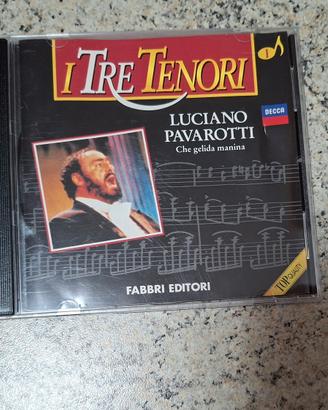 I TRE TENORI
1
DECCA
LUCIANO
PAVAROTTI
Che gelida manina
FABBRI EDITORI
TOP QUALITY